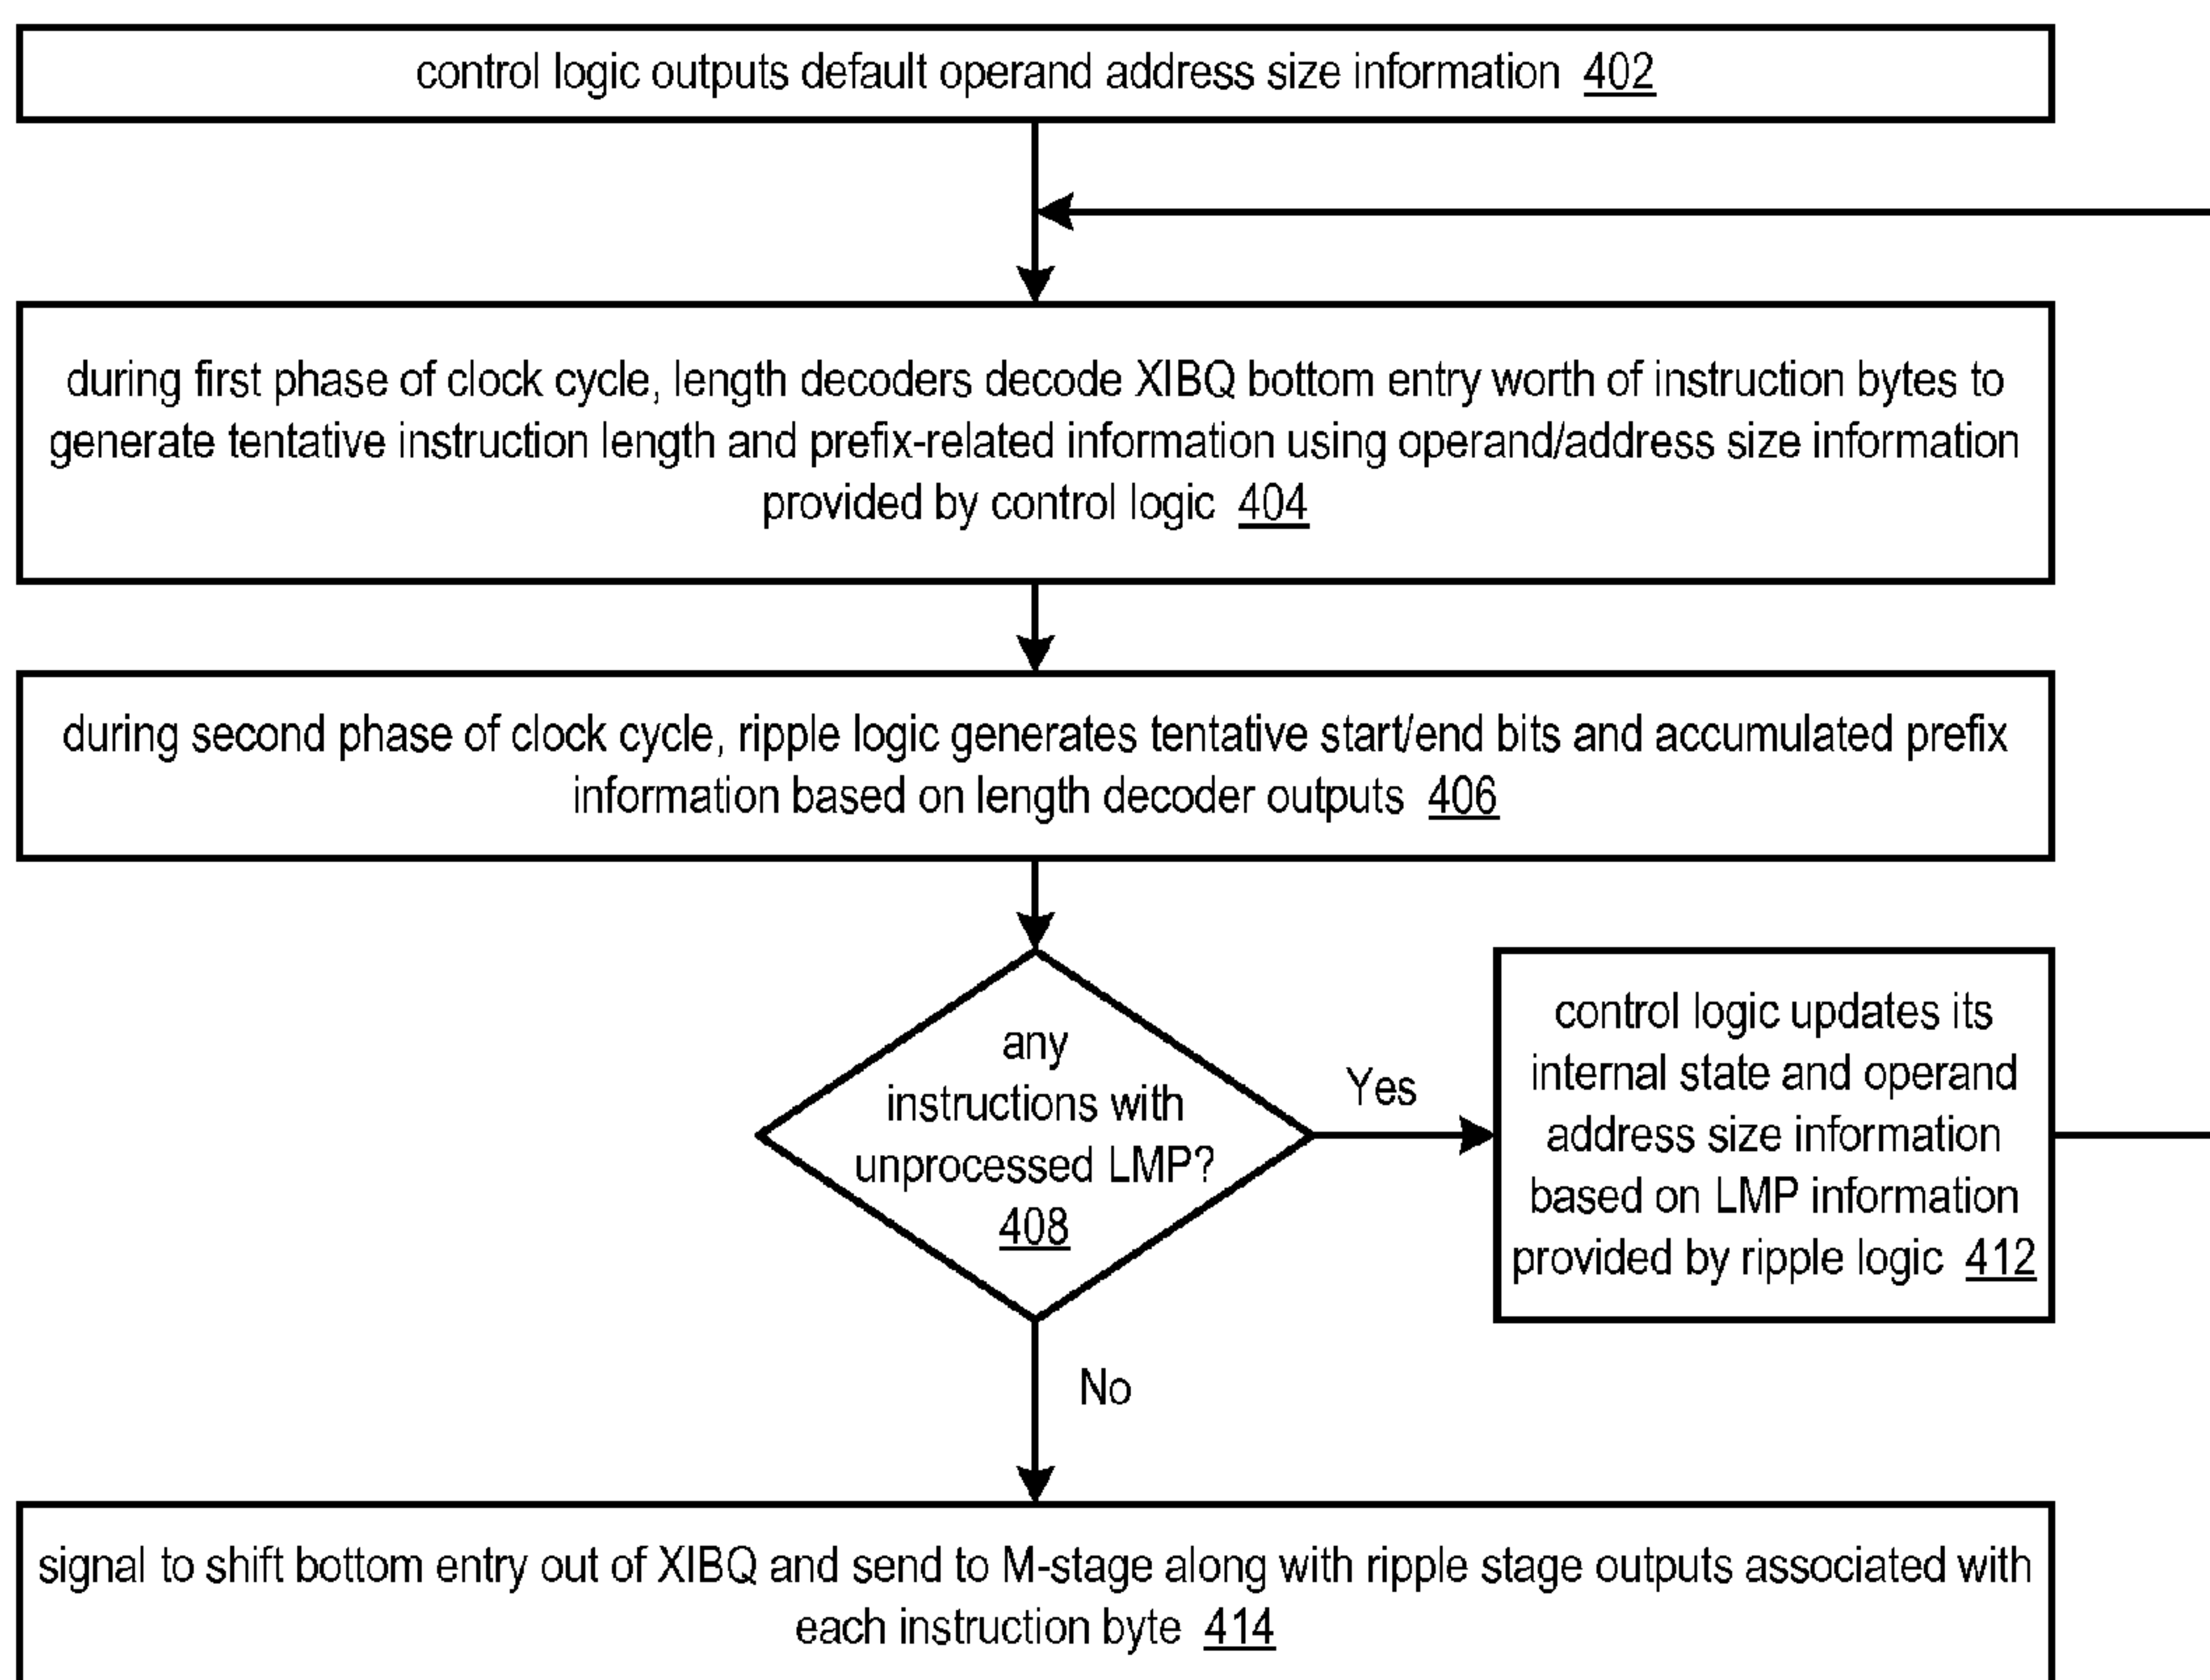 control logic outputs default operand address size information 402
during first phase of clock cycle, length decoders decode XIBQ bottom entry worth of instruction bytes to
generate tentative instruction length and prefix-related information using operand/address size information
provided by control logic 404
during second phase of clock cycle, ripple logic generates tentative start/end bits and accumulated prefix
information based on length decoder outputs 406
any
instructions with
unprocessed LMP?
408
Yes
control logic updates its
internal state and operand
address size information
based on LMP information
provided by ripple logic 412
No
signal to shift bottom entry out of XIBQ and send to M-stage along with ripple stage outputs associated with
each instruction byte 414